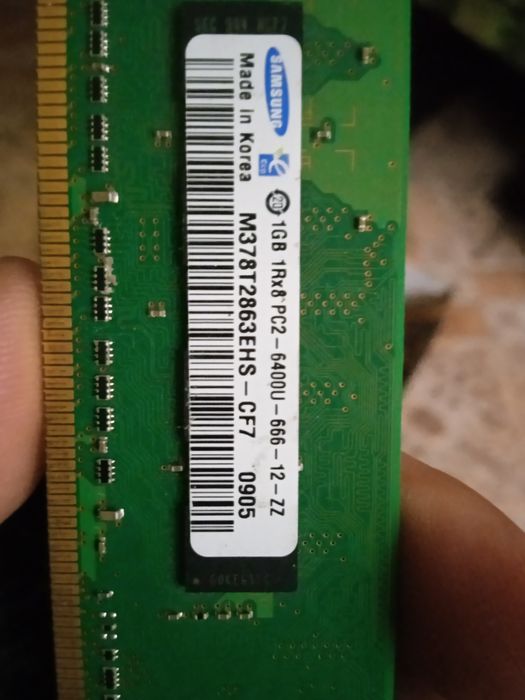 SAMSUNG
Made in Korea
1GB 1Rx8 PC2-6400U-666-12-ZZ
M378T2863EHS-CF7 0905